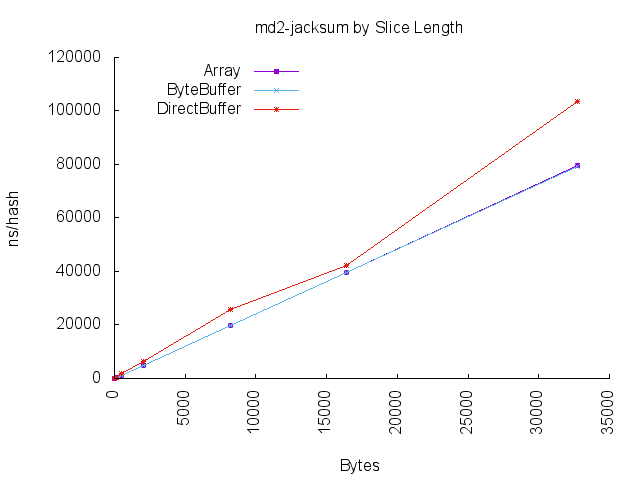 md2-jacksum by Slice Length
120000
100000
80000
60000
40000
20000
0
ns/hash
Array
ByteBuffer
DirectBuffer
0
5000
10000
15000
20000
25000
30000
35000
Bytes